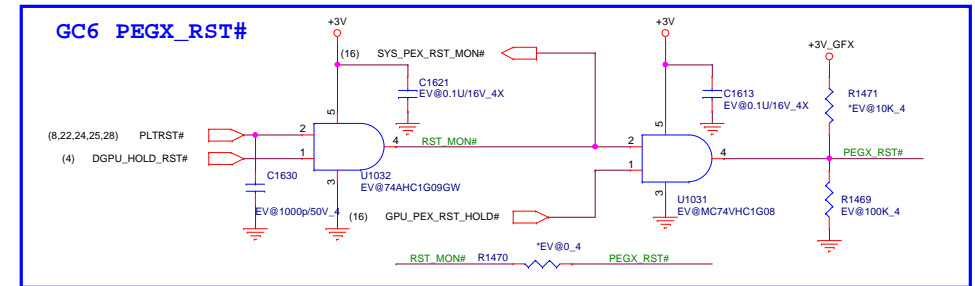 GC6 PEGX_RST#
+3V
+3V
+3V_GFX
(16) SYS_PEX_RST_MON#
C1621
EV@0.1U/16V_4X
C1613
EV@0.1U/16V_4X
R1471
*EV@10K_4
5
5
(8,22,24,25,28) PLTRST#
2
4
RST_MON#
2
4
PEGX_RST#
(4) DGPU_HOLD_RST#
1
1
C1630
EV@1000p/50V_4
3
U1032
EV@74AHC1G09GW
3
U1031
EV@MC74VHC1G08
R1469
EV@100K_4
(16) GPU_PEX_RST_HOLD#
*EV@0_4
RST_MON# R1470 PEGX_RST#